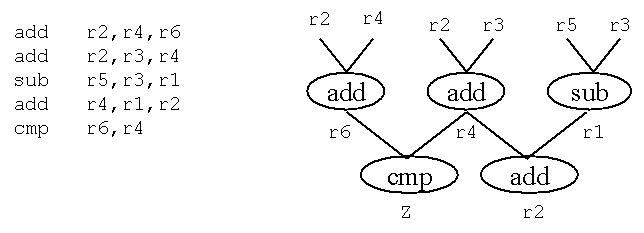 add r2,r4,r6
add r2,r3,r4
sub r5,r3,r1
add r4,r1,r2
cmp r6,r4
r2 r4 r2 r3 r5 r3
add add sub
r6 r4 r1
cmp add
Z r2